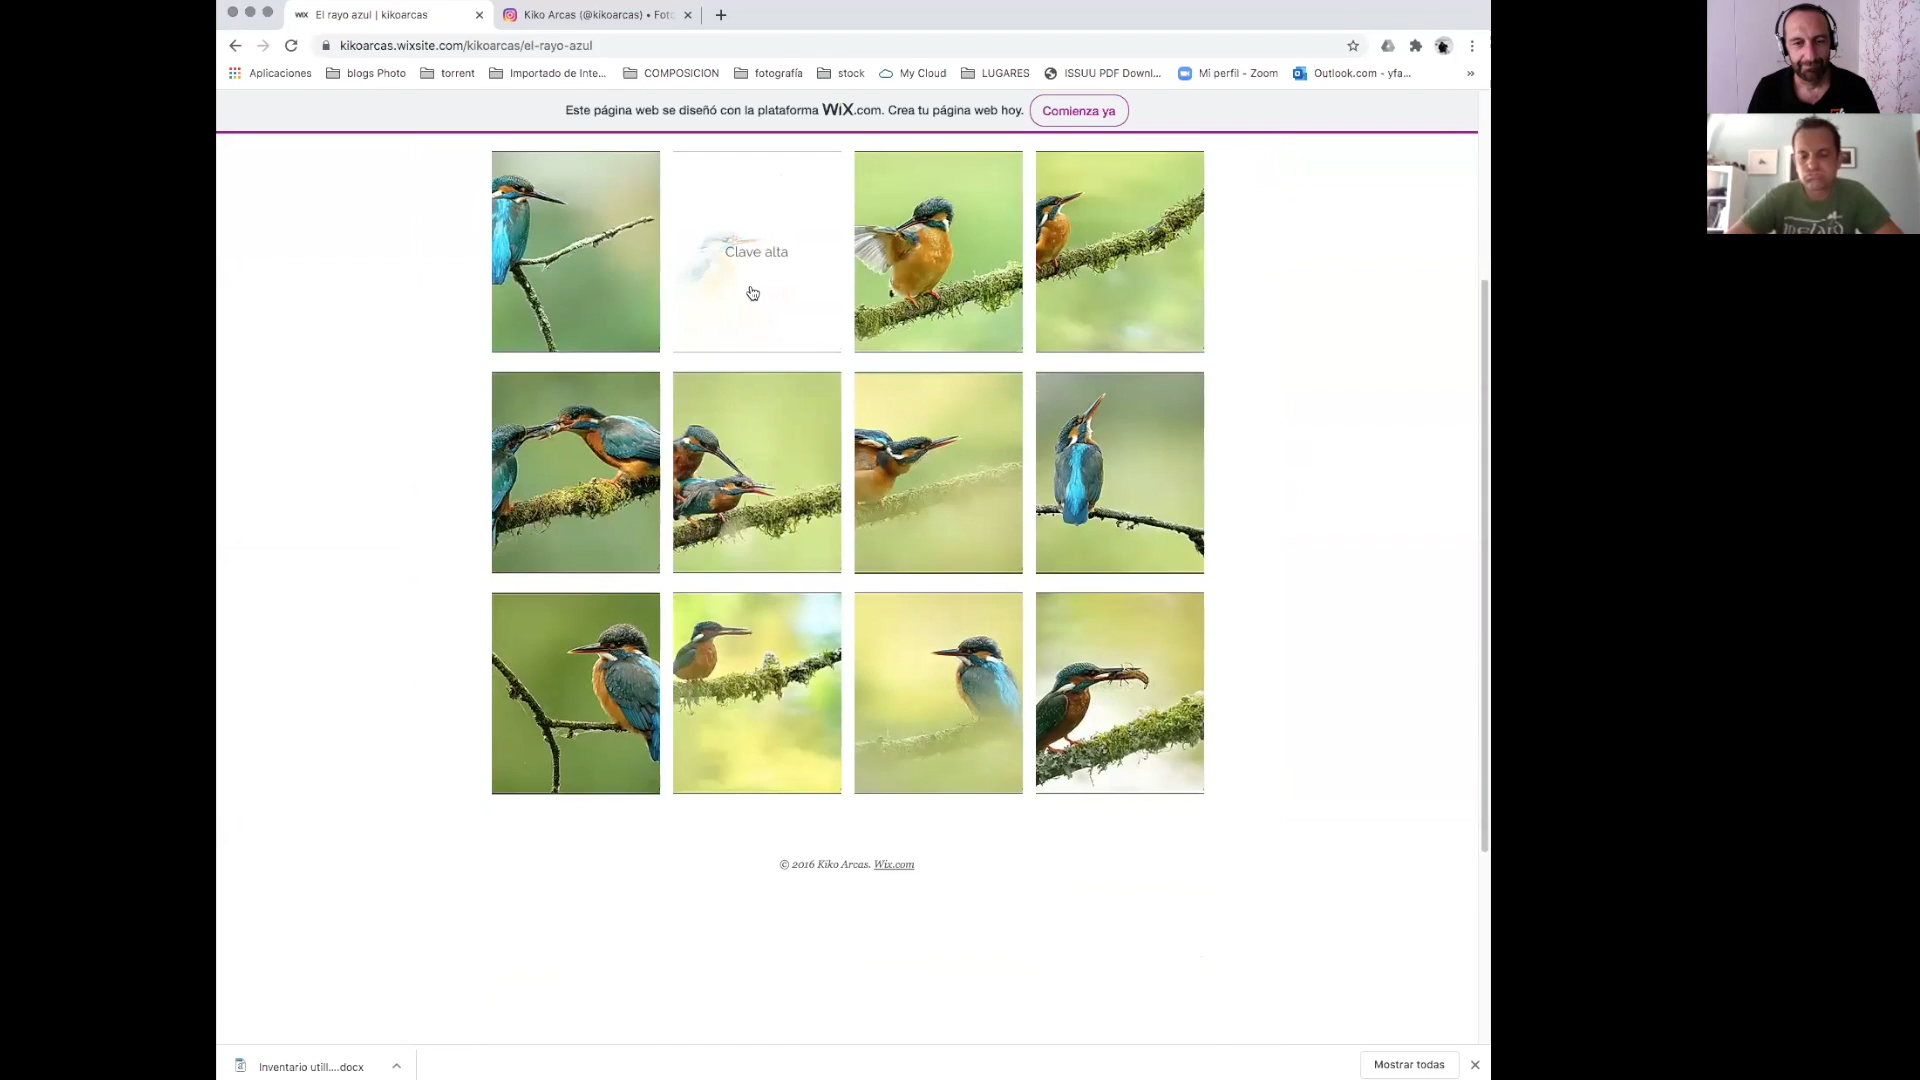 WiX El rayo azul | kikoarcas
Kiko Arcas (@kikoarcas) • Foto
kikoarcas.wixsite.com/kikoarcas/el-rayo-azul
Aplicaciones blogs Photo torrent Importado de Inte... COMPOSICION fotografía stock My Cloud LUGARES ISSUU PDF Downl... Mi perfil - Zoom Outlook.com - yfa... »
Este página web se diseñó con la plataforma WiX.com. Crea tu página web hoy. Comienza ya
Clave alta
© 2016 Kiko Arcas. Wix.com
Inventario utill....docx
Mostrar todas